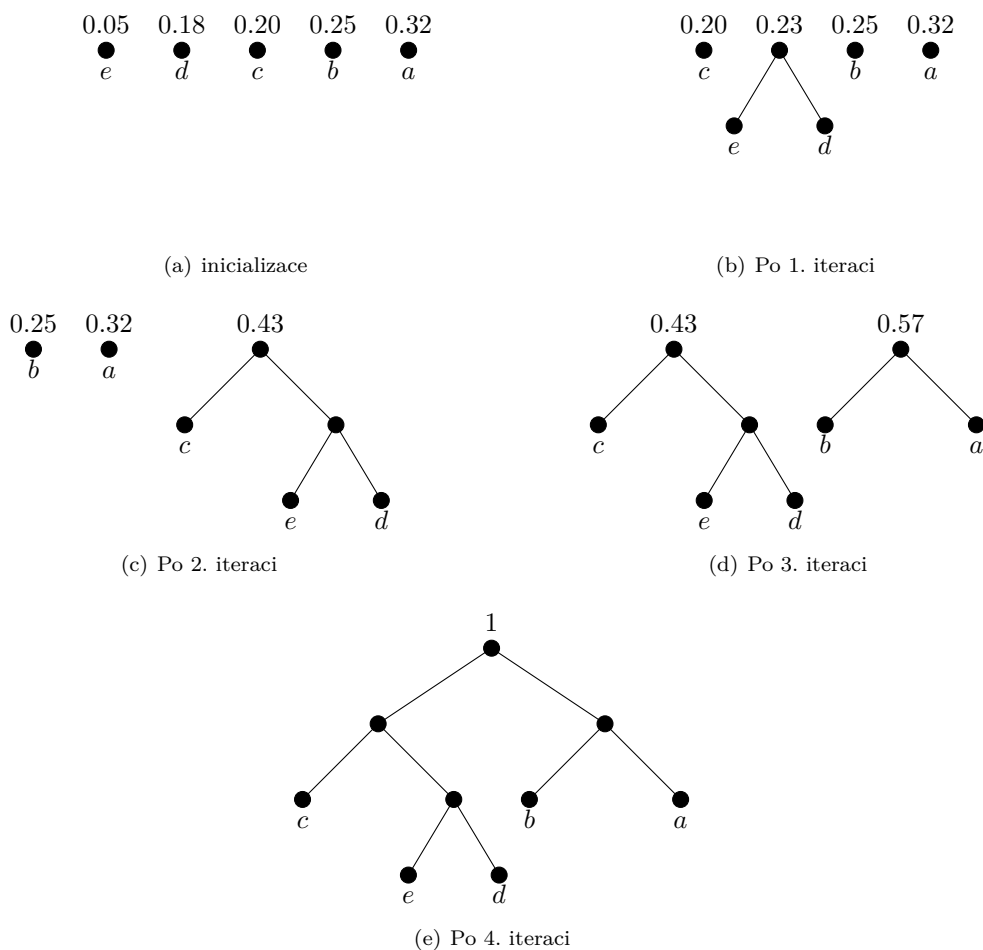 0.05 0.18 0.20 0.25 0.32
e d c b a
(a) inicializace
0.20 0.23 0.25 0.32
c b a
e d
(b) Po 1. iteraci
0.25 0.32 0.43
b a
c
e d
(c) Po 2. iteraci
0.43 0.57
c b a
e d
(d) Po 3. iteraci
1
c b a
e d
(e) Po 4. iteraci